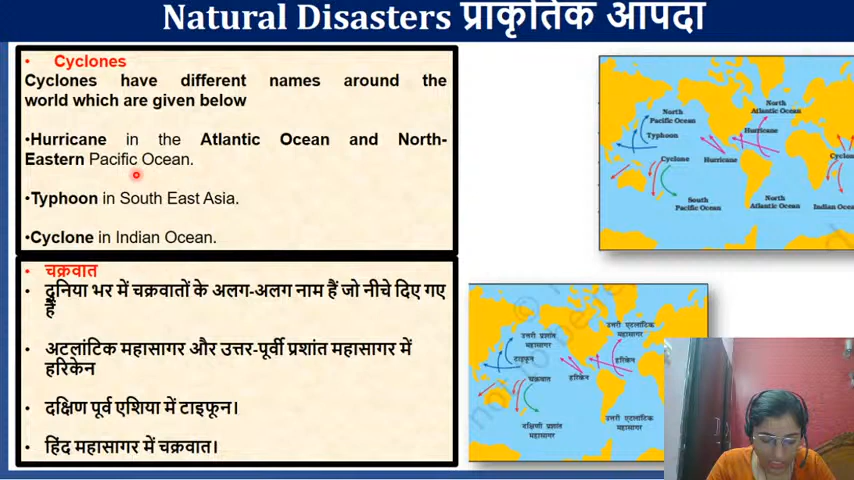 Natural Disasters प्राकृतिक आपदा
• Cyclones
Cyclones have different names around the
world which are given below
•Hurricane in the Atlantic Ocean and North-
Eastern Pacific Ocean.
•Typhoon in South East Asia.
•Cyclone in Indian Ocean.
• चक्रवात
• दुनिया भर में चक्रवातों के अलग-अलग नाम हैं जो नीचे दिए गए
हैं
• अटलांटिक महासागर और उत्तर-पूर्वी प्रशांत महासागर में
हरिकेन
• दक्षिण पूर्व एशिया में टाइफून।
• हिंद महासागर में चक्रवात।
North
Pacific Ocean
Typhoon
Cyclone
Hurricane
South
Pacific Ocean
North
Atlantic Ocean
Hurricane
North
Atlantic Ocean
Cyclon
Indian Ocea
उत्तरी प्रशांत
महासागर
टाइफून
चक्रवात
हरिकेन
दक्षिणी प्रशांत
महासागर
उत्तरी एटलांटिक
महासागर
हरिकेन
उत्तरी एटलांटिक
महासागर